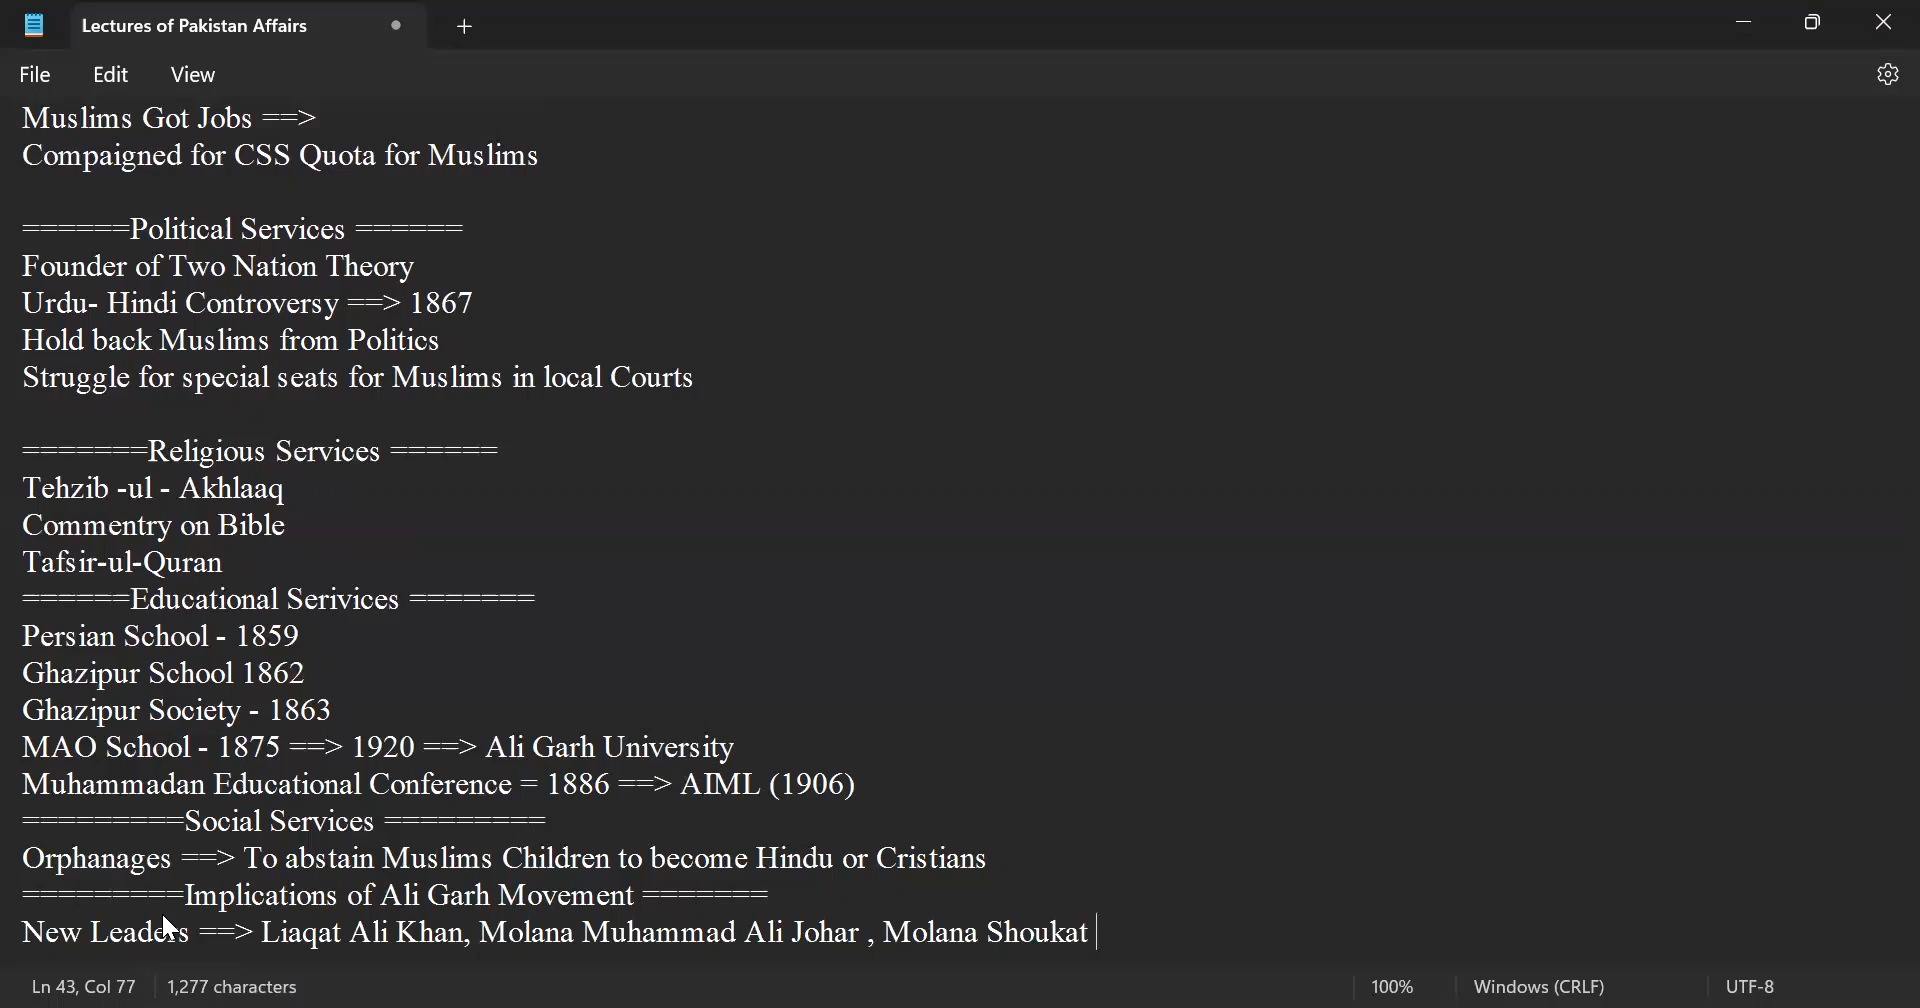 Lectures of Pakistan Affairs
File Edit View
Muslims Got Jobs ==>
Compaigned for CSS Quota for Muslims
======Political Services ======
Founder of Two Nation Theory
Urdu- Hindi Controversy ==> 1867
Hold back Muslims from Politics
Struggle for special seats for Muslims in local Courts
=======Religious Services ======
Tehzib -ul - Akhlaaq
Commentry on Bible
Tafsir-ul-Quran
======Educational Serivices =======
Persian School - 1859
Ghazipur School 1862
Ghazipur Society - 1863
MAO School - 1875 ==> 1920 ==> Ali Garh University
Muhammadan Educational Conference = 1886 ==> AIML (1906)
=========Social Services =========
Orphanages ==> To abstain Muslims Children to become Hindu or Cristians
=========Implications of Ali Garh Movement =======
New Leaders ==> Liaqat Ali Khan, Molana Muhammad Ali Johar , Molana Shoukat
Ln 43, Col 77 1,277 characters 100% Windows (CRLF) UTF-8